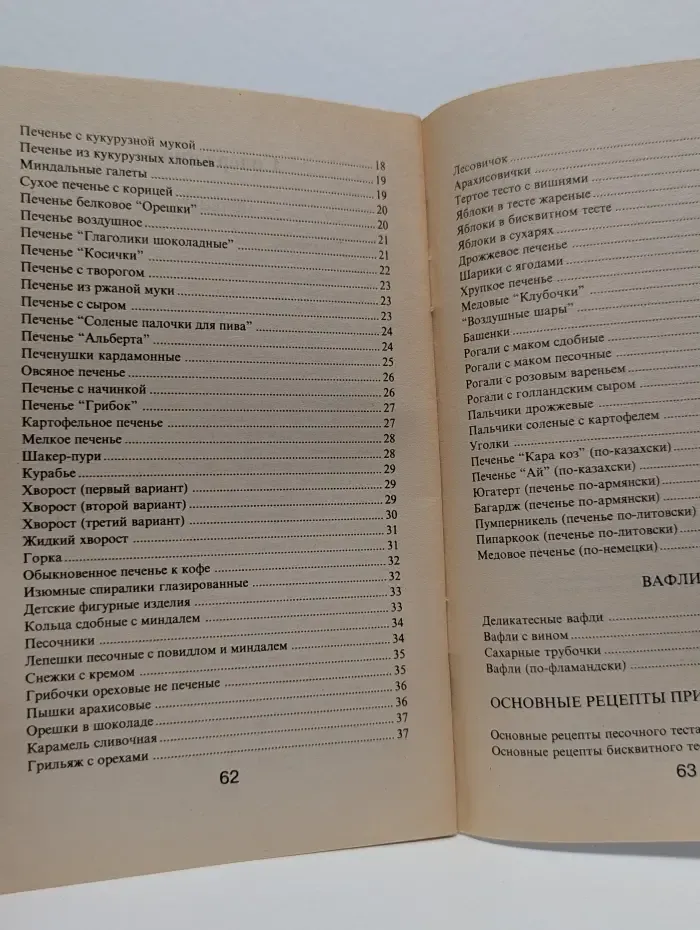 Печенье с кукурузной мукой ........ 18
Печенье из кукурузных хлопьев ........ 19
Миндальные галеты ........ 19
Сухое печенье с корицей ........ 20
Печенье белковое "Орешки" ........ 20
Печенье воздушное ........ 21
Печенье "Глаголики шоколадные" ........ 21
Печенье "Косички" ........ 22
Печенье с творогом ........ 23
Печенье из ржаной муки ........ 23
Печенье с сыром ........ 23
Печенье "Соленые палочки для пива" ........ 24
Печенье "Альберта" ........ 24
Печенушки кардамонные ........ 25
Овсяное печенье ........ 26
Печенье с начинкой ........ 26
Печенье "Грибок" ........ 27
Картофельное печенье ........ 27
Мелкое печенье ........ 28
Шакер-пури ........ 28
Курабье ........ 29
Хворост (первый вариант) ........ 29
Хворост (второй вариант) ........ 29
Хворост (третий вариант) ........ 30
Жидкий хворост ........ 31
Горка ........ 31
Обыкновенное печенье к кофе ........ 32
Изюмные спиралики глазированные ........ 32
Детские фигурные изделия ........ 33
Кольца сдобные с миндалем ........ 33
Песочники ........ 34
Лепешки песочные с повидлом и миндалем ........ 34
Снежки с кремом ........ 35
Грибочки ореховые не печеные ........ 35
Пышки арахисовые ........ 36
Орешки в шоколаде ........ 36
Карамель сливочная ........ 37
Грильяж с орехами ........ 37
62
Лесовичок ........
Арахисовички ........
Тертое тесто с вишнями ........
Яблоки в тесте жареные ........
Яблоки в бисквитном тесте ........
Яблоки в сухарях ........
Дрожжевое печенье ........
Шарики с ягодами ........
Хрупкое печенье ........
Медовые "Клубочки" ........
"Воздушные шары" ........
Башенки ........
Рогали с маком сдобные ........
Рогали с маком песочные ........
Рогали с розовым вареньем ........
Рогали с голландским сыром ........
Пальчики дрожжевые ........
Пальчики соленые с картофелем ........
Уголки ........
Печенье "Кара коз" (по-казахски) ........
Печенье "Ай" (по-казахски) ........
Югатерт (печенье по-армянски) ........
Багардж (печенье по-армянски) ........
Пумперникель (печенье по-литовски) ........
Пипаркоок (печенье по-литовски) ........
Медовое печенье (по-немецки) ........
ВАФЛИ
Деликатесные вафли ........
Вафли с вином ........
Сахарные трубочки ........
Вафли (по-фламандски) ........
ОСНОВНЫЕ РЕЦЕПТЫ ПРИ
Основные рецепты песочного теста
Основные рецепты бисквитного те
63